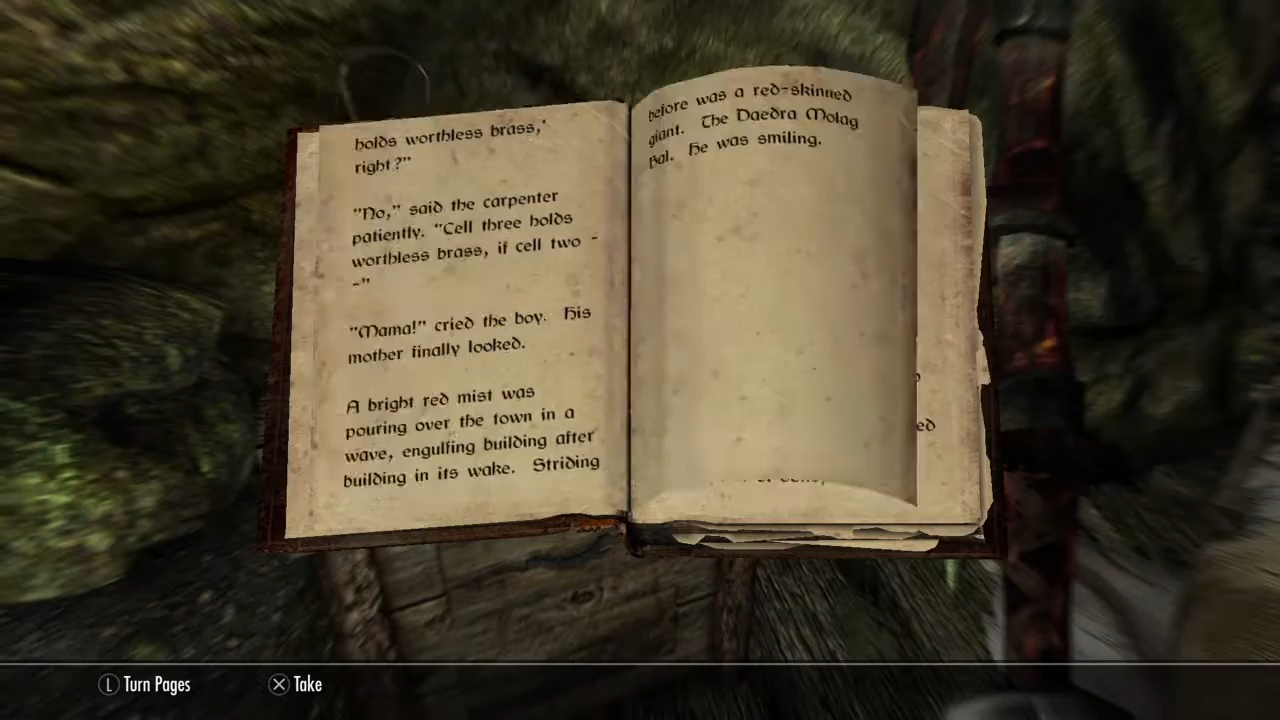 holds worthless brass,'
right?"
"No," said the carpenter
patiently. "Cell three holds
worthless brass, if cell two -
-"
"Mama!" cried the boy.  His
mother finally looked.
A bright red mist was
pouring over the town in a
wave, engulfing building after
building in its wake.  Striding
before was a red-skinned
giant.  The Daedra Molag
Bal.  He was smiling.
ed
L Turn Pages
X Take